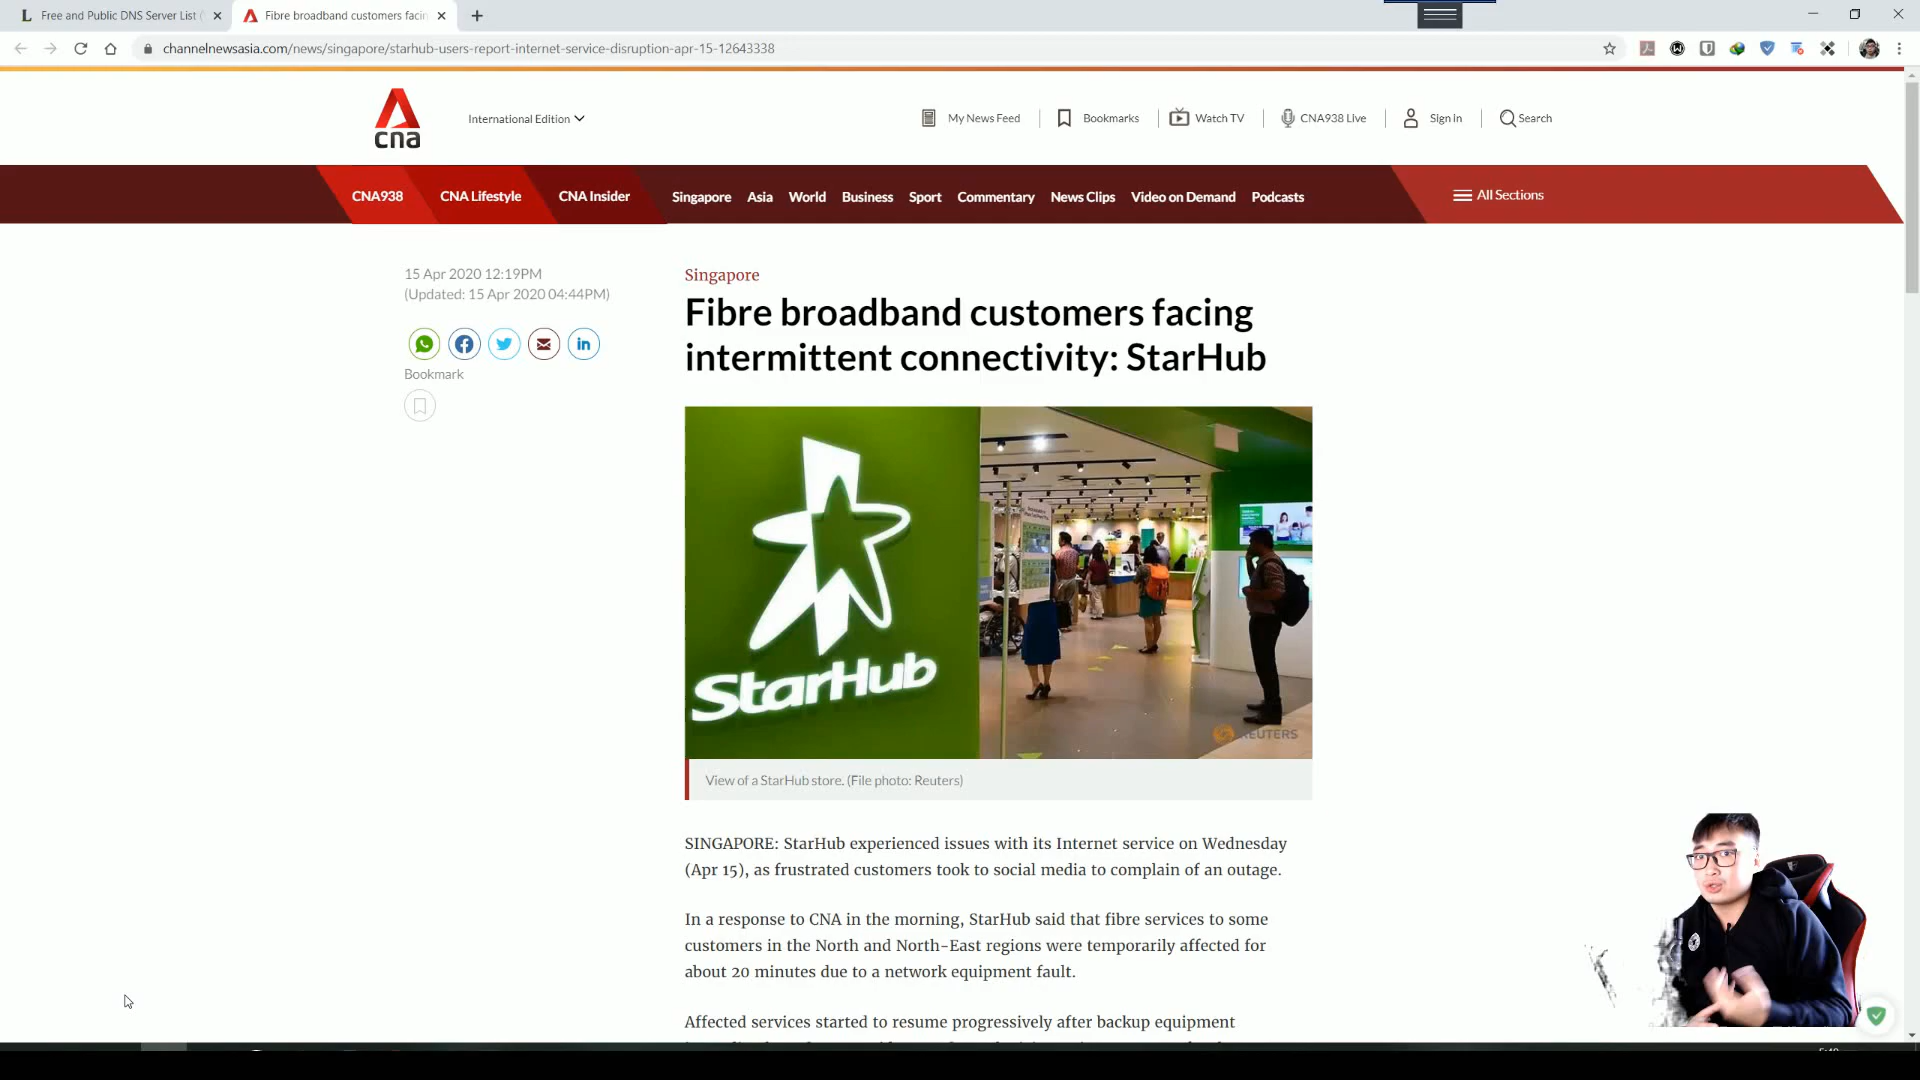 Free and Public DNS Server List
Fibre broadband customers facin
channelnewsasia.com/news/singapore/starhub-users-report-internet-service-disruption-apr-15-12643338
cna
International Edition
My News Feed
Bookmarks
Watch TV
CNA938 Live
Sign in
Search
CNA938
CNA Lifestyle
CNA Insider
Singapore
Asia
World
Business
Sport
Commentary
News Clips
Video on Demand
Podcasts
All Sections
15 Apr 2020 12:19PM
(Updated: 15 Apr 2020 04:44PM)
Bookmark
Singapore
Fibre broadband customers facing
intermittent connectivity: StarHub
StarHub
REUTERS
View of a StarHub store. (File photo: Reuters)
SINGAPORE: StarHub experienced issues with its Internet service on Wednesday
(Apr 15), as frustrated customers took to social media to complain of an outage.
In a response to CNA in the morning, StarHub said that fibre services to some
customers in the North and North-East regions were temporarily affected for
about 20 minutes due to a network equipment fault.
Affected services started to resume progressively after backup equipment